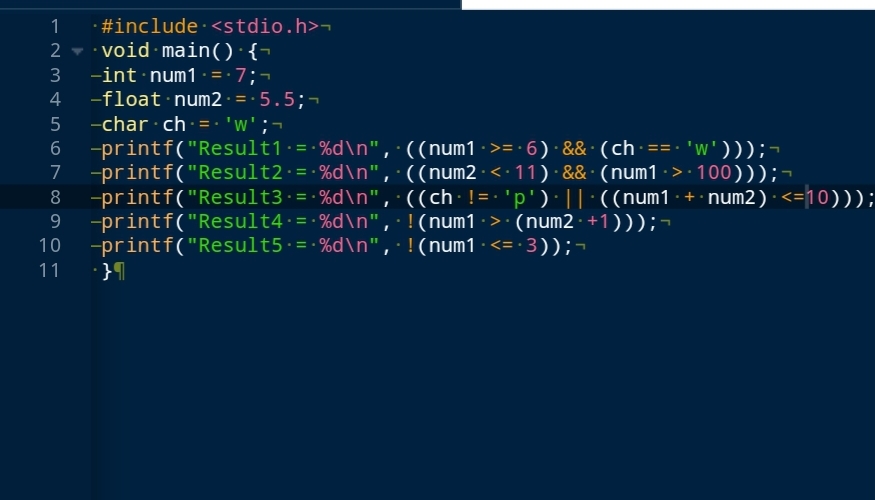 1 #include <stdio.h>
2 void main() {
3 int num1 = 7;
4 float num2 = 5.5;
5 char ch = 'w';
6 printf("Result1 = %d\n", ((num1 >= 6) && (ch == 'w')));
7 printf("Result2 = %d\n", ((num2 < 11) && (num1 > 100)));
8 printf("Result3 = %d\n", ((ch != 'p') || ((num1 + num2) <=10)));
9 printf("Result4 = %d\n", !(num1 > (num2 +1)));
10 printf("Result5 = %d\n", !(num1 <= 3));
11 }